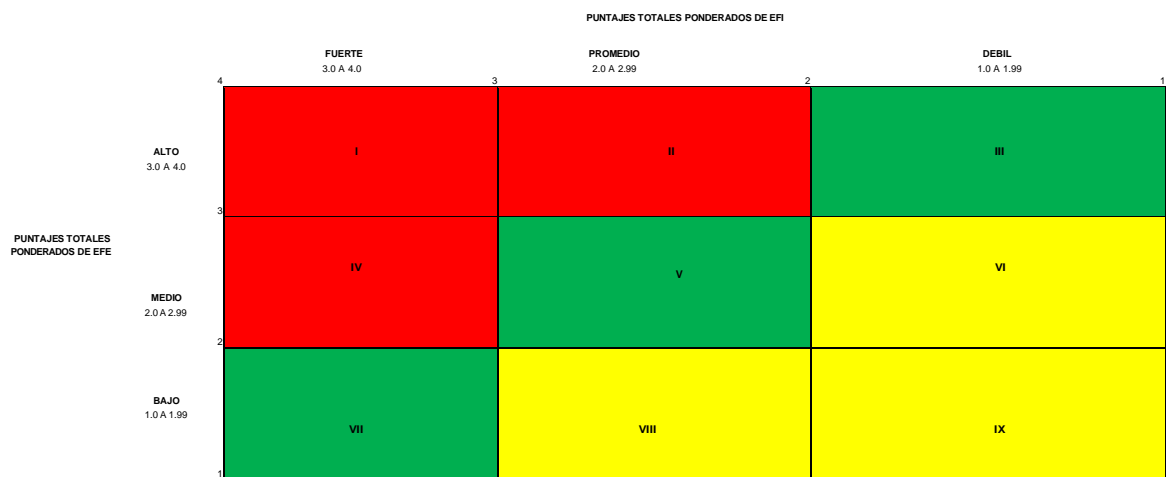 PUNTAJES TOTALES PONDERADOS DE EFI
FUERTE
PROMEDIO
DEBIL
3.0 A 4.0
2.0 A 2.99
1.0 A 1.99
4
3
2
1
ALTO
3.0 A 4.0
I
II
III
3
PUNTAJES TOTALES
PONDERADOS DE EFE
IV
V
VI
MEDIO
2.0 A 2.99
2
BAJO
1.0 A 1.99
VII
VIII
IX
1